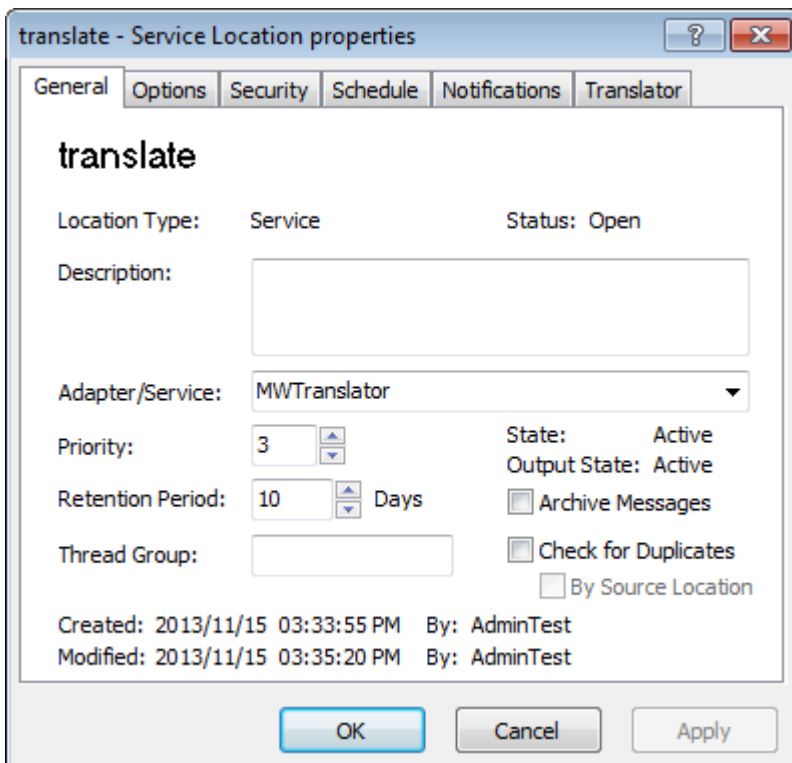 translate - Service Location properties
General Options Security Schedule Notifications Translator
translate
Location Type: Service Status: Open
Description:
Adapter/Service: MWTranslator
Priority: 3 State: Active
Output State: Active
Retention Period: 10 Days Archive Messages
Thread Group: Check for Duplicates
By Source Location
Created: 2013/11/15 03:33:55 PM By: AdminTest
Modified: 2013/11/15 03:35:20 PM By: AdminTest
OK Cancel Apply